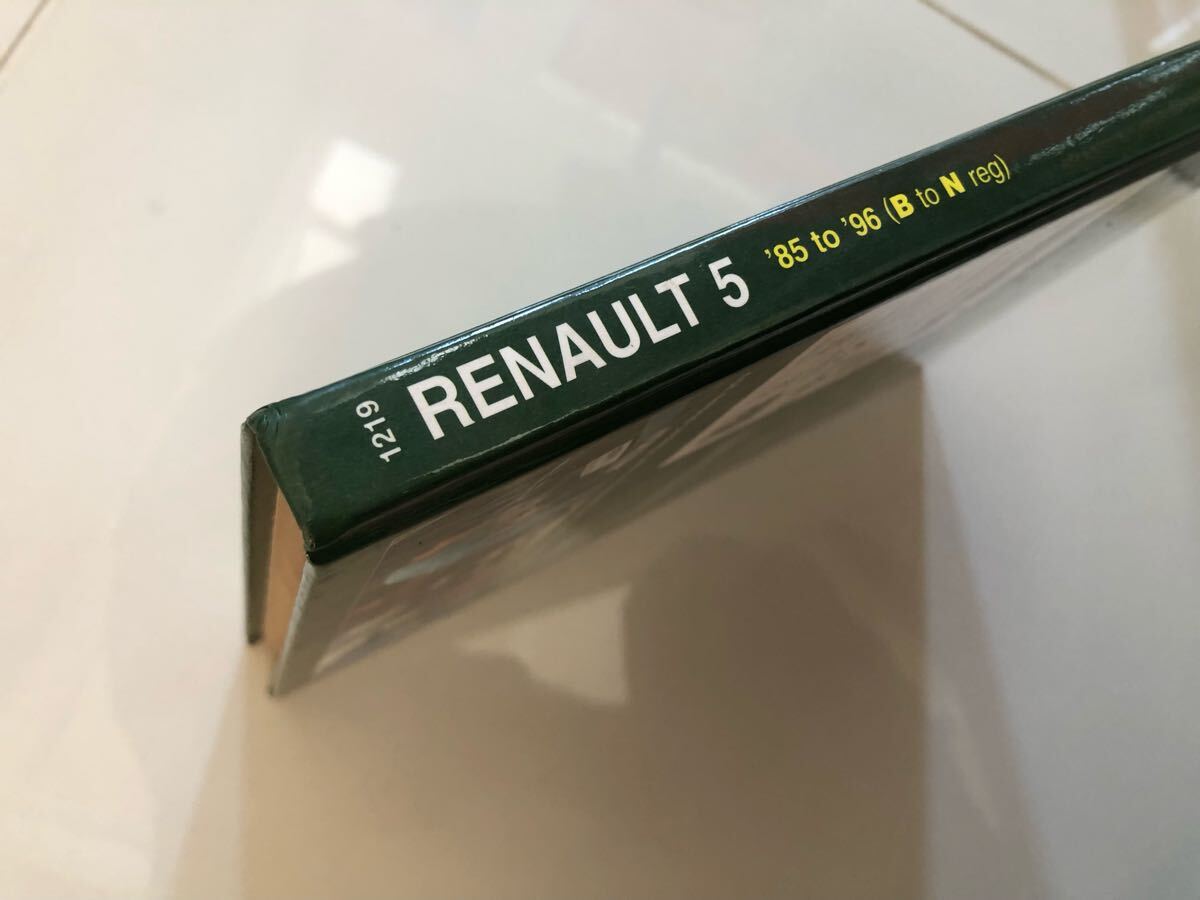 1219
RENAULT 5
'85 to '96 (B to N reg)